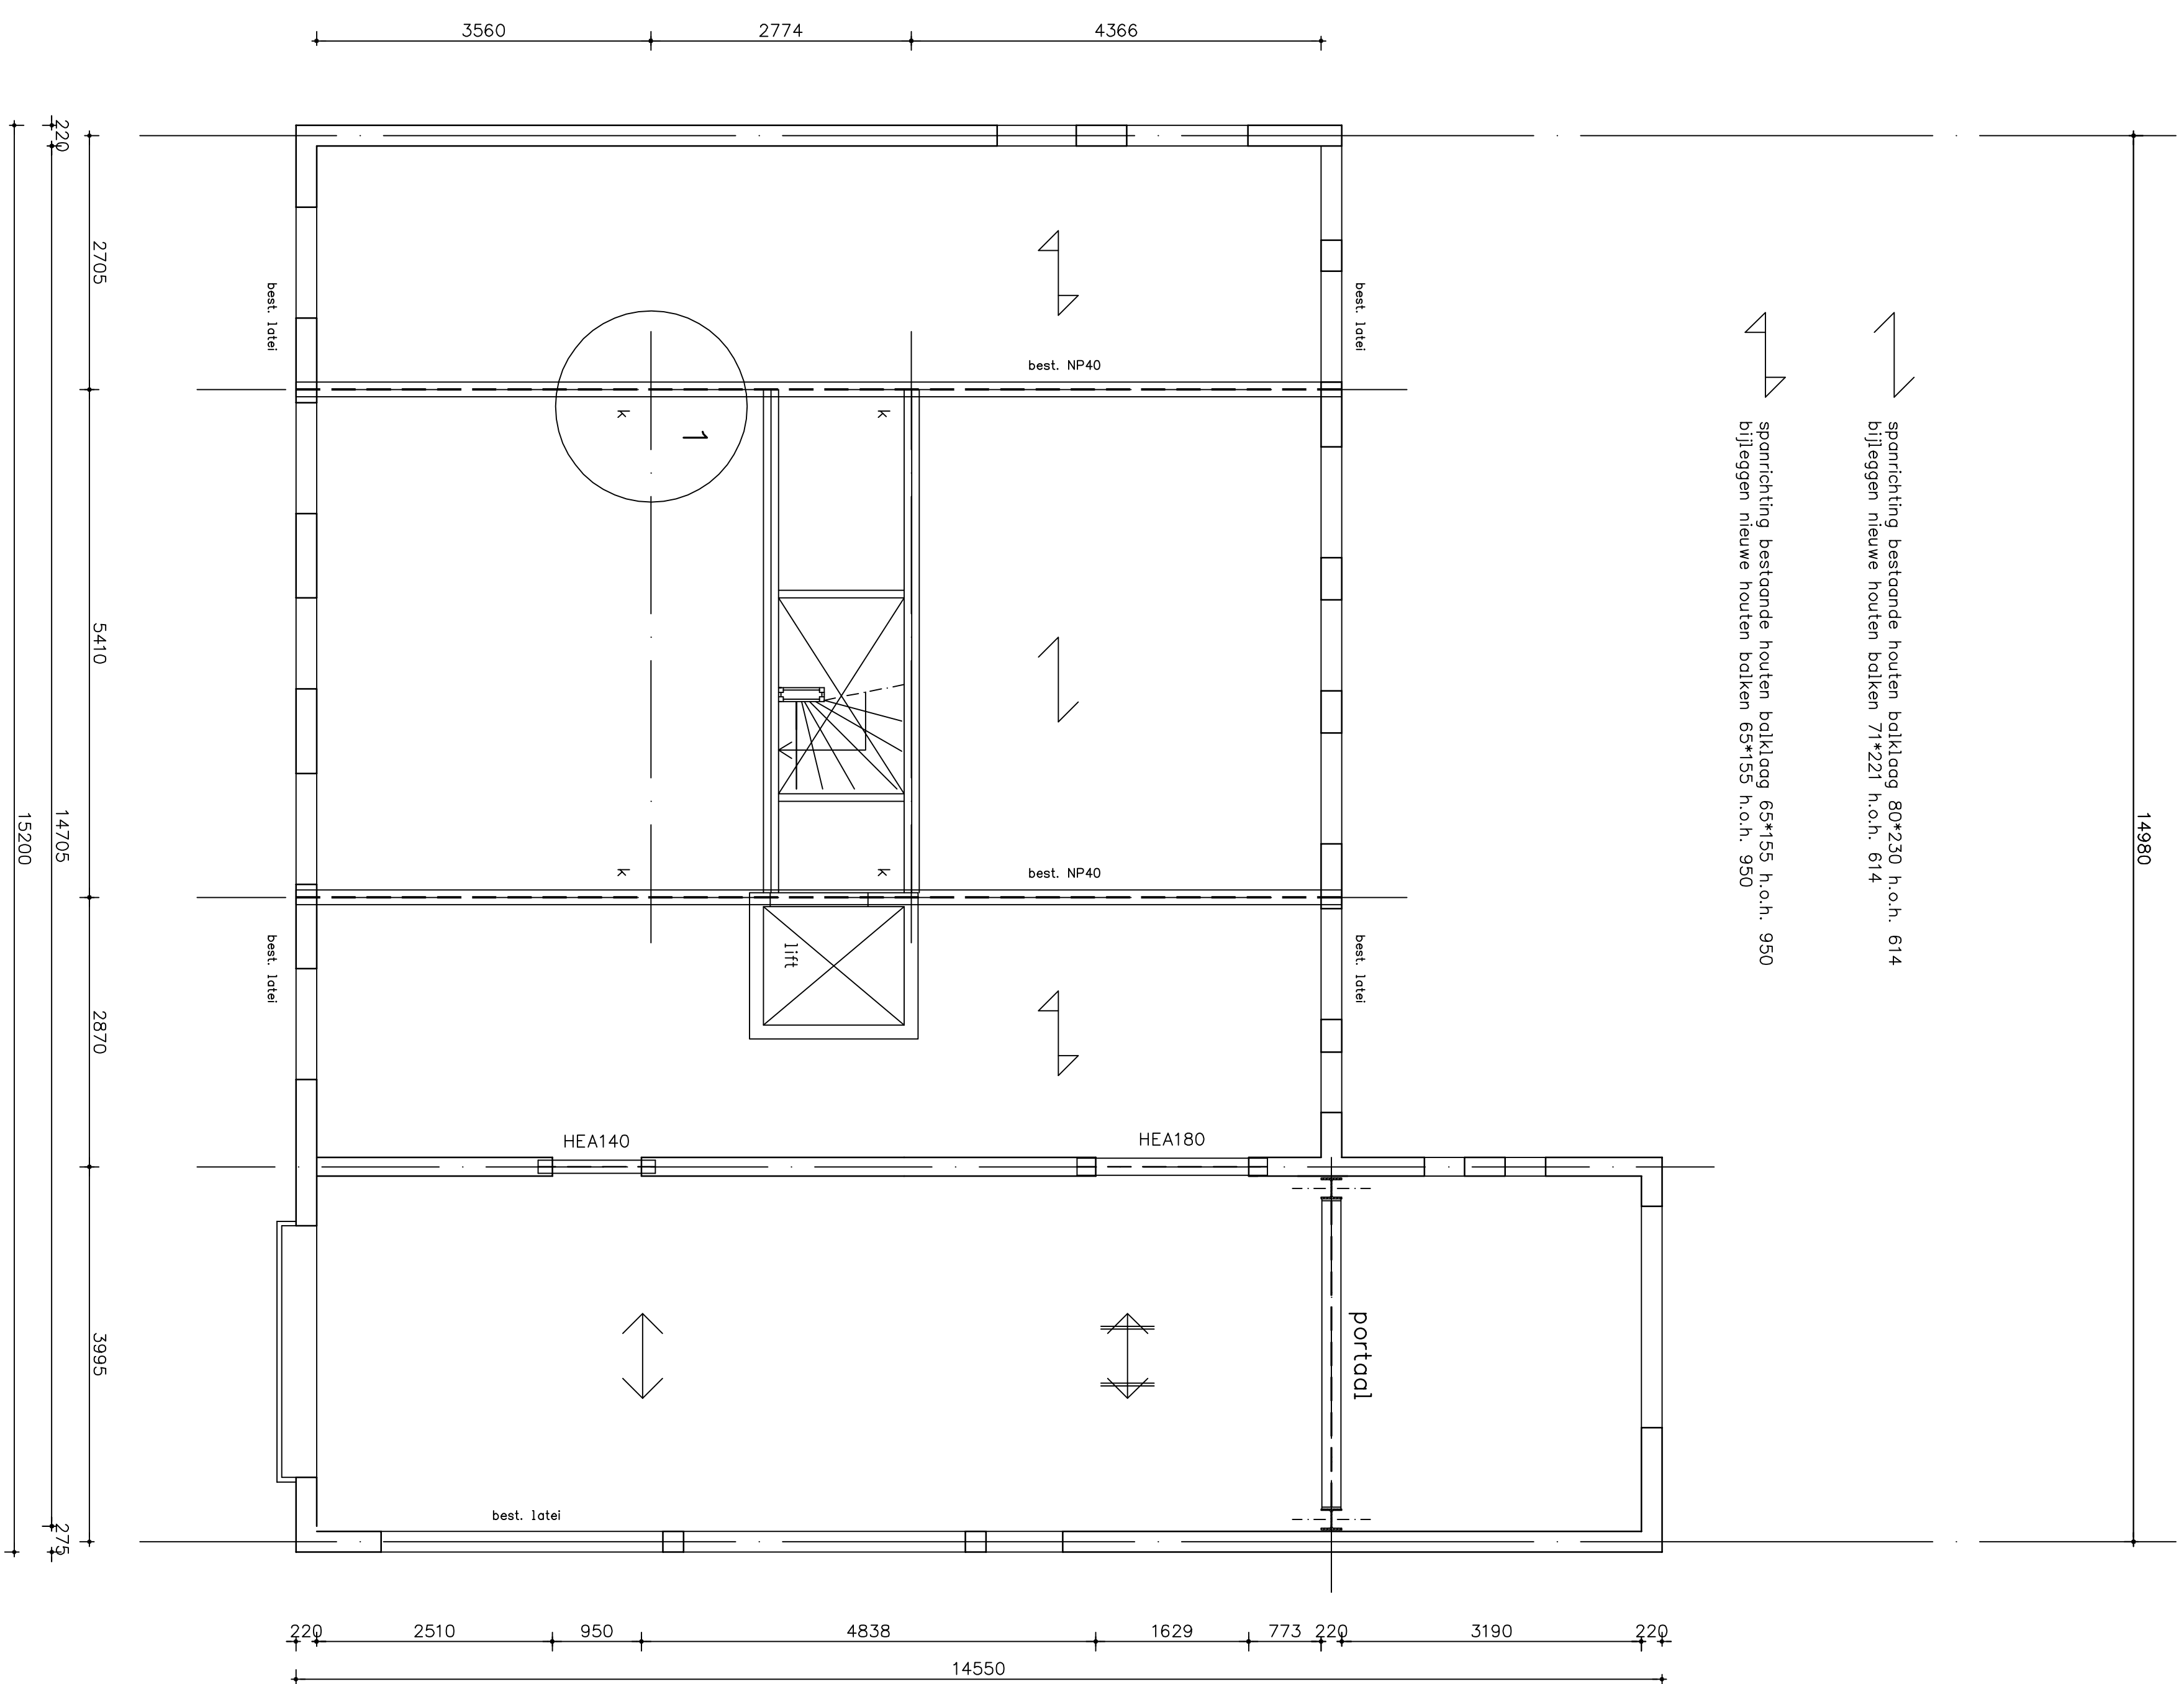 3560
2774
4366
220
2705
best. latei
best. latei
best. NP40
k
k
1
spanrichting bestaande houten balklaag 80*230 h.o.h. 614
bijleggen nieuwe houten balken 71*221 h.o.h. 614
spanrichting bestaande houten balklaag 65*155 h.o.h. 950
bijleggen nieuwe houten balken 65*155 h.o.h. 950
5410
14705
15200
14980
k
k
best. NP40
best. latei
lift
best. latei
2870
HEA140
HEA180
3995
portaal
best. latei
275
220
2510
950
4838
1629
773
220
3190
220
14550